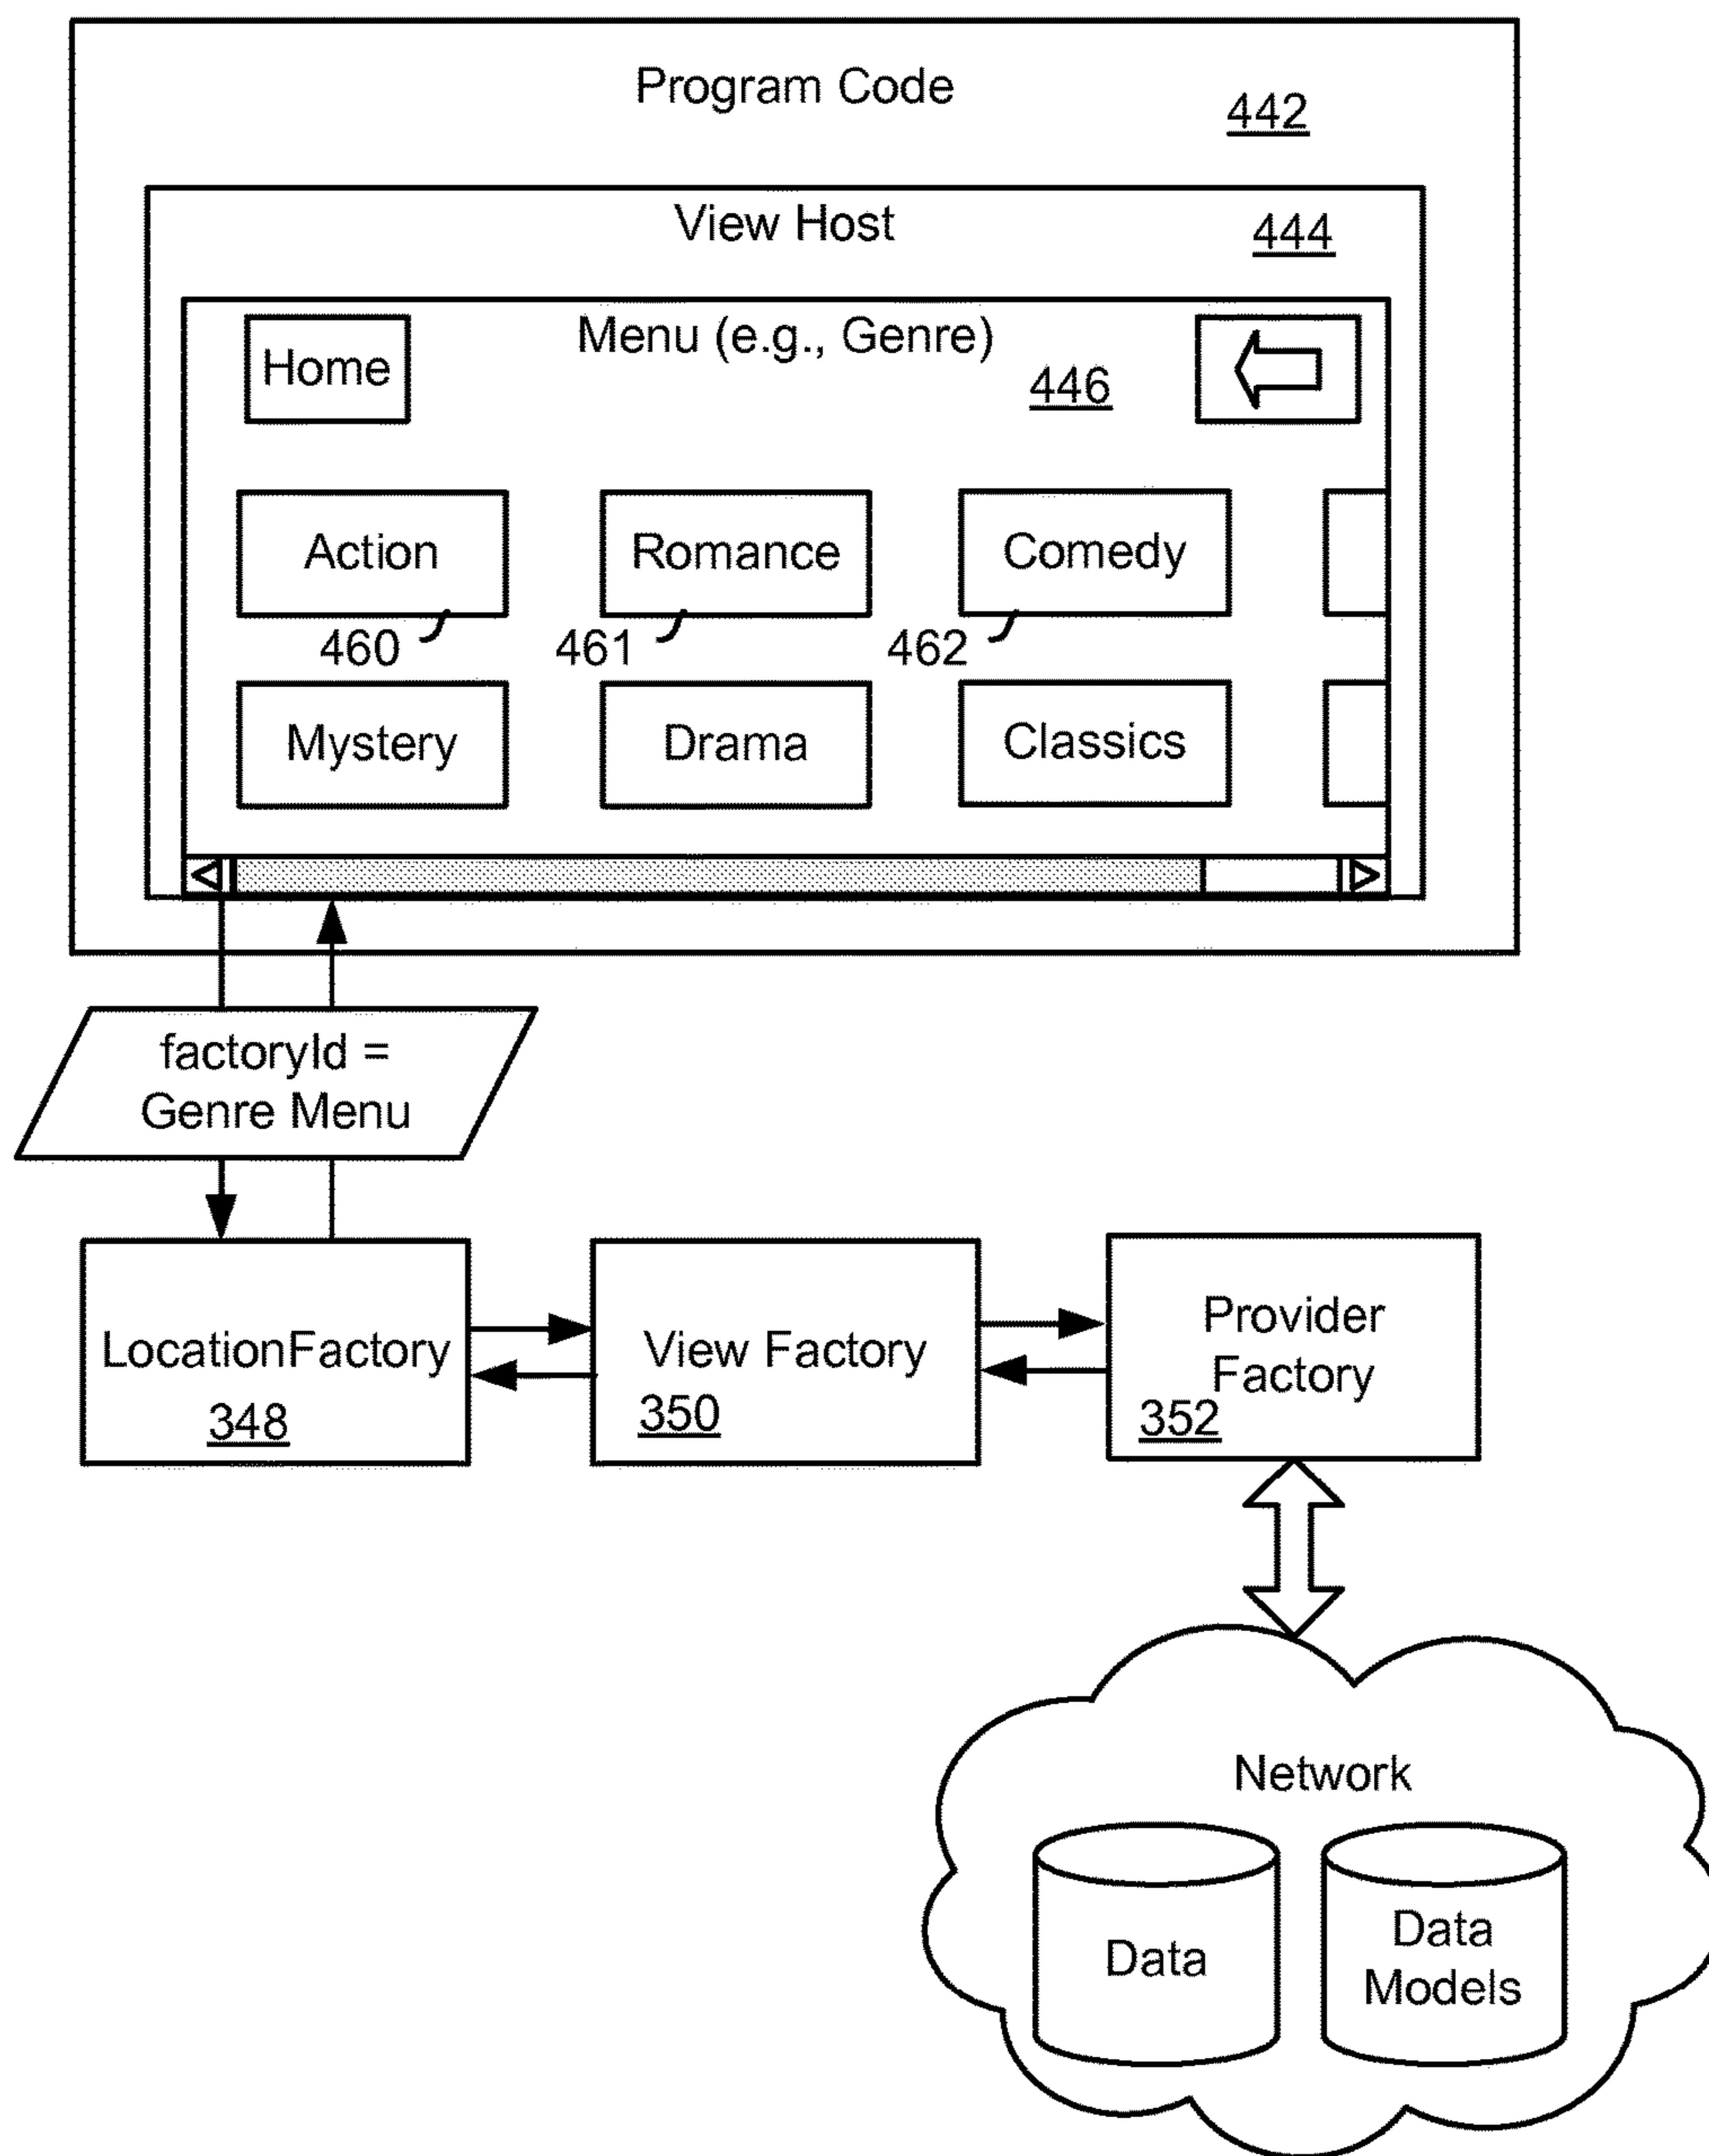 Program Code
442
View Host
444
Home
Menu (e.g., Genre)
446
Action
Romance
Comedy
460
461
462
Mystery
Drama
Classics
factoryId =
Genre Menu
LocationFactory
348
View Factory
350
Provider
Factory
352
Network
Data
Data
Models